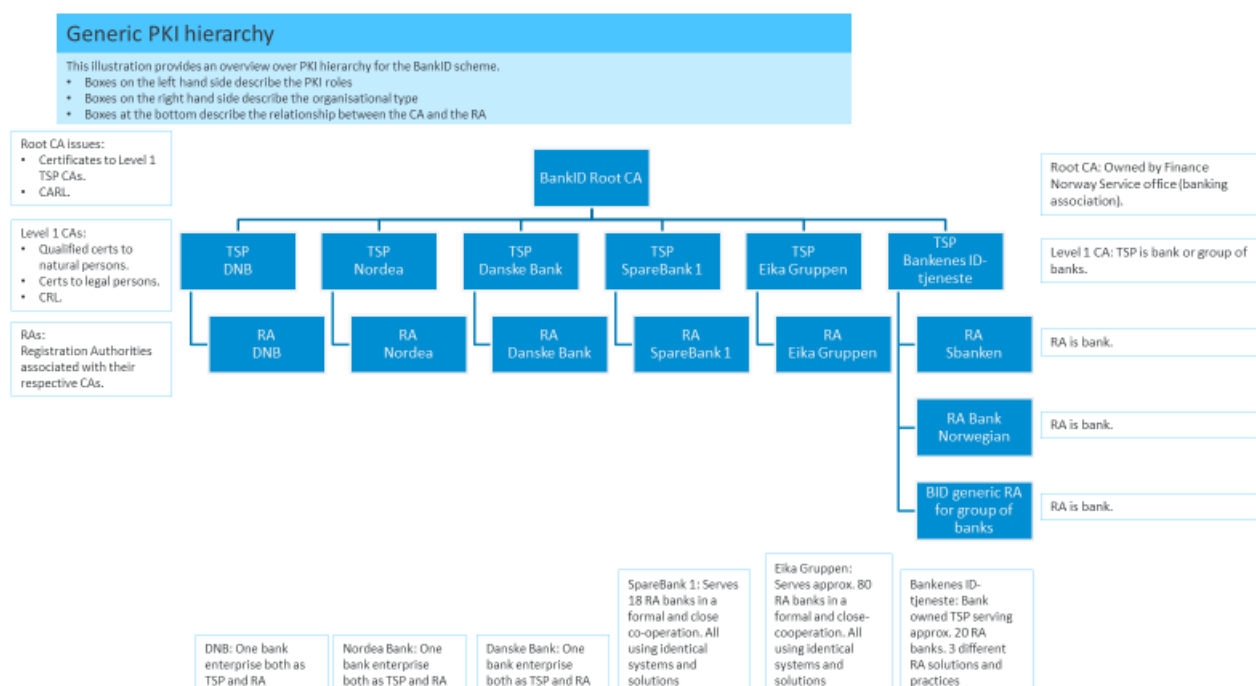 Generic PKI hierarchy
This illustration provides an overview over PKI hierarchy for the BankID scheme.
• Boxes on the left hand side describe the PKI roles
• Boxes on the right hand side describe the organisational type
• Boxes at the bottom describe the relationship between the CA and the RA
Root CA issues:
• Certificates to Level 1
TSP CAs.
• CARL.
BankID Root CA
Root CA: Owned by Finance
Norway Service office (banking
association).
Level 1 CAs:
• Qualified certs to
natural persons.
• Certs to legal persons.
• CRL.
TSP
DNB
TSP
Nordea
TSP
Danske Bank
TSP
SpareBank 1
TSP
Eika Gruppen
TSP
Bankenes ID-
tjeneste
Level 1 CA: TSP is bank or group of
banks.
RAs:
Registration Authorities
associated with their
respective CAs.
RA
DNB
RA
Nordea
RA
Danske Bank
RA
SpareBank 1
RA
Eika Gruppen
RA
Sbanken
RA is bank.
RA Bank
Norwegian
RA is bank.
BID generic RA
for group of
banks
RA is bank.
DNB: One bank
enterprise both as
TSP and RA
Nordea Bank: One
bank enterprise
both as TSP and RA
Danske Bank: One
bank enterprise
both as TSP and RA
SpareBank 1: Serves
18 RA banks in a
formal and close
co-operation. All
using identical
systems and
solutions
Eika Gruppen:
Serves approx. 80
RA banks in a
formal and close-
cooperation. All
using identical
systems and
solutions
Bankenes ID-
tjeneste: Bank
owned TSP serving
approx. 20 RA
banks. 3 different
RA solutions and
practices